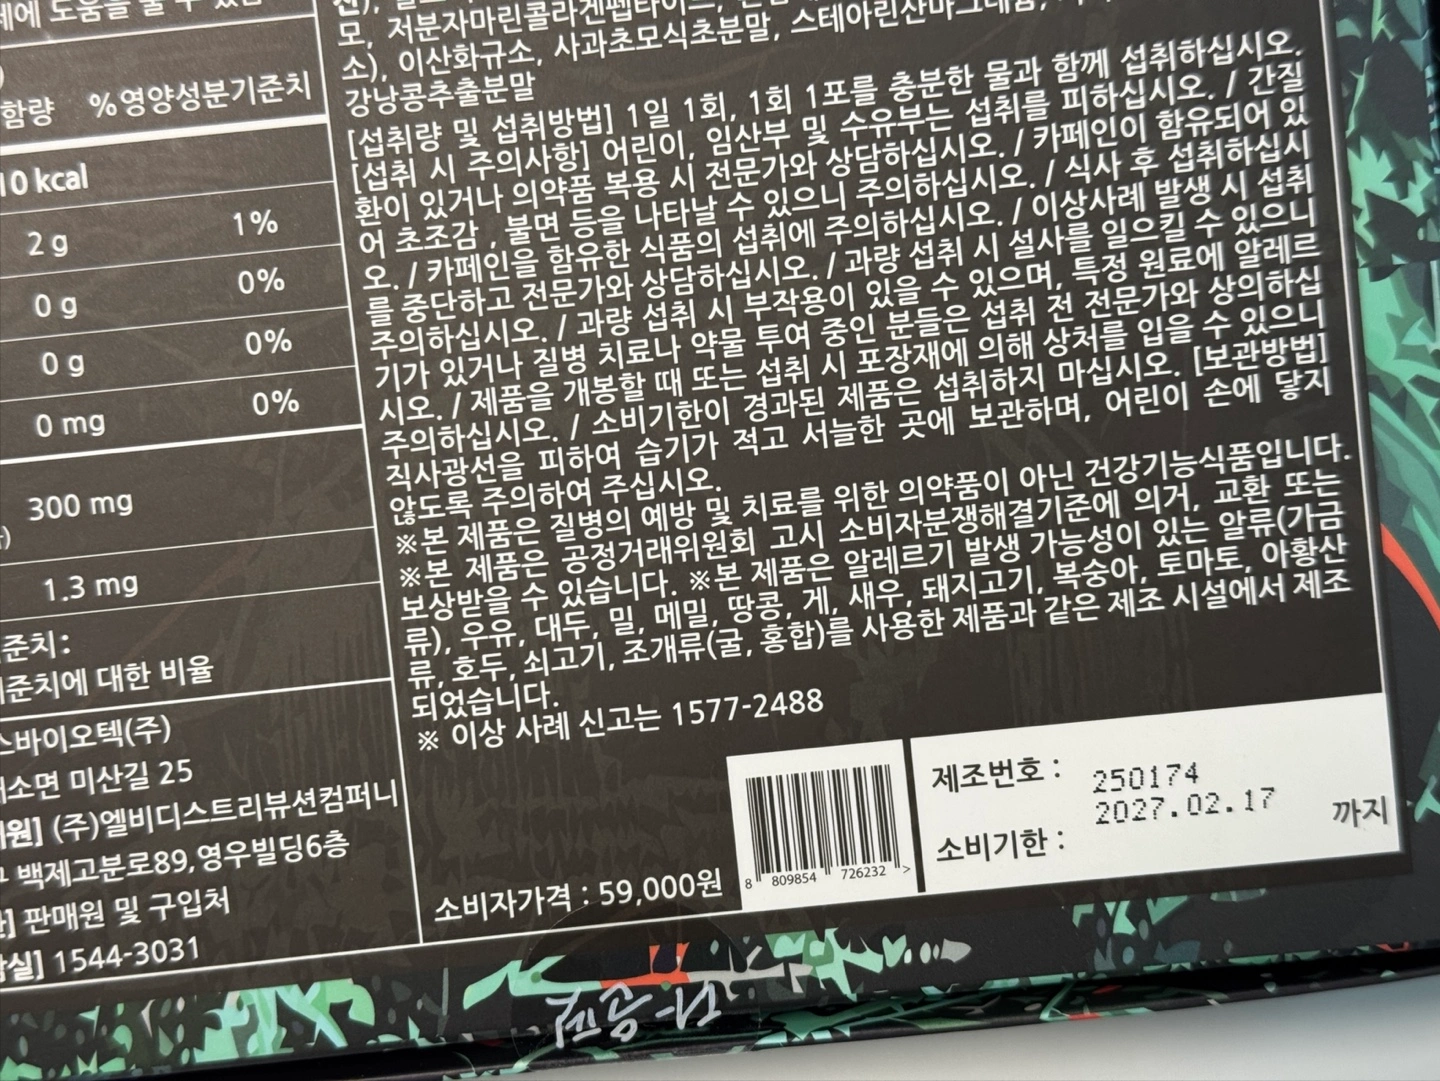 에 도움을 줄 수 있음
함량 %영양성분기준치
10 kcal
2 g 1%
0 g 0%
0 g 0%
0 mg 0%
300 mg
1.3 mg
준치:
준치에 대한 비율
스바이오텍(주)
소면 미산길 25
원] (주)엘비디스트리뷰션컴퍼니
백제고분로89,영우빌딩6층
판매원 및 구입처
실] 1544-3031
모, 저분자마린콜라겐펩타이드,
소), 이산화규소, 사과초모식초분말, 스테아린산마그네슘,
강낭콩추출분말
[섭취량 및 섭취방법] 1일 1회, 1회 1포를 충분한 물과 함께 섭취하십시오.
[섭취 시 주의사항] 어린이, 임산부 및 수유부는 섭취를 피하십시오. / 간질
환이 있거나 의약품 복용 시 전문가와 상담하십시오. / 카페인이 함유되어 있
어 초조감 , 불면 등을 나타날 수 있으니 주의하십시오. / 식사 후 섭취하십시
오. / 카페인을 함유한 식품의 섭취에 주의하십시오. / 이상사례 발생 시 섭취
를 중단하고 전문가와 상담하십시오. / 과량 섭취 시 설사를 일으킬 수 있으니
주의하십시오. / 과량 섭취 시 부작용이 있을 수 있으며, 특정 원료에 알레르
기가 있거나 질병 치료나 약물 투여 중인 분들은 섭취 전 전문가와 상의하십
시오. / 제품을 개봉할 때 또는 섭취 시 포장재에 의해 상처를 입을 수 있으니
주의하십시오. / 소비기한이 경과된 제품은 섭취하지 마십시오. [보관방법]
직사광선을 피하여 습기가 적고 서늘한 곳에 보관하며, 어린이 손에 닿지
않도록 주의하여 주십시오.
※본 제품은 질병의 예방 및 치료를 위한 의약품이 아닌 건강기능식품입니다.
※본 제품은 공정거래위원회 고시 소비자분쟁해결기준에 의거, 교환 또는
보상받을 수 있습니다. ※본 제품은 알레르기 발생 가능성이 있는 알류(가금
류), 우유, 대두, 밀, 메밀, 땅콩, 게, 새우, 돼지고기, 복숭아, 토마토, 아황산
류, 호두, 쇠고기, 조개류(굴, 홍합)를 사용한 제품과 같은 제조 시설에서 제조
되었습니다.
※ 이상 사례 신고는 1577-2488
소비자가격 : 59,000원
8 809854 726232 >
제조번호 : 250174
2027.02.17 까지
소비기한 :